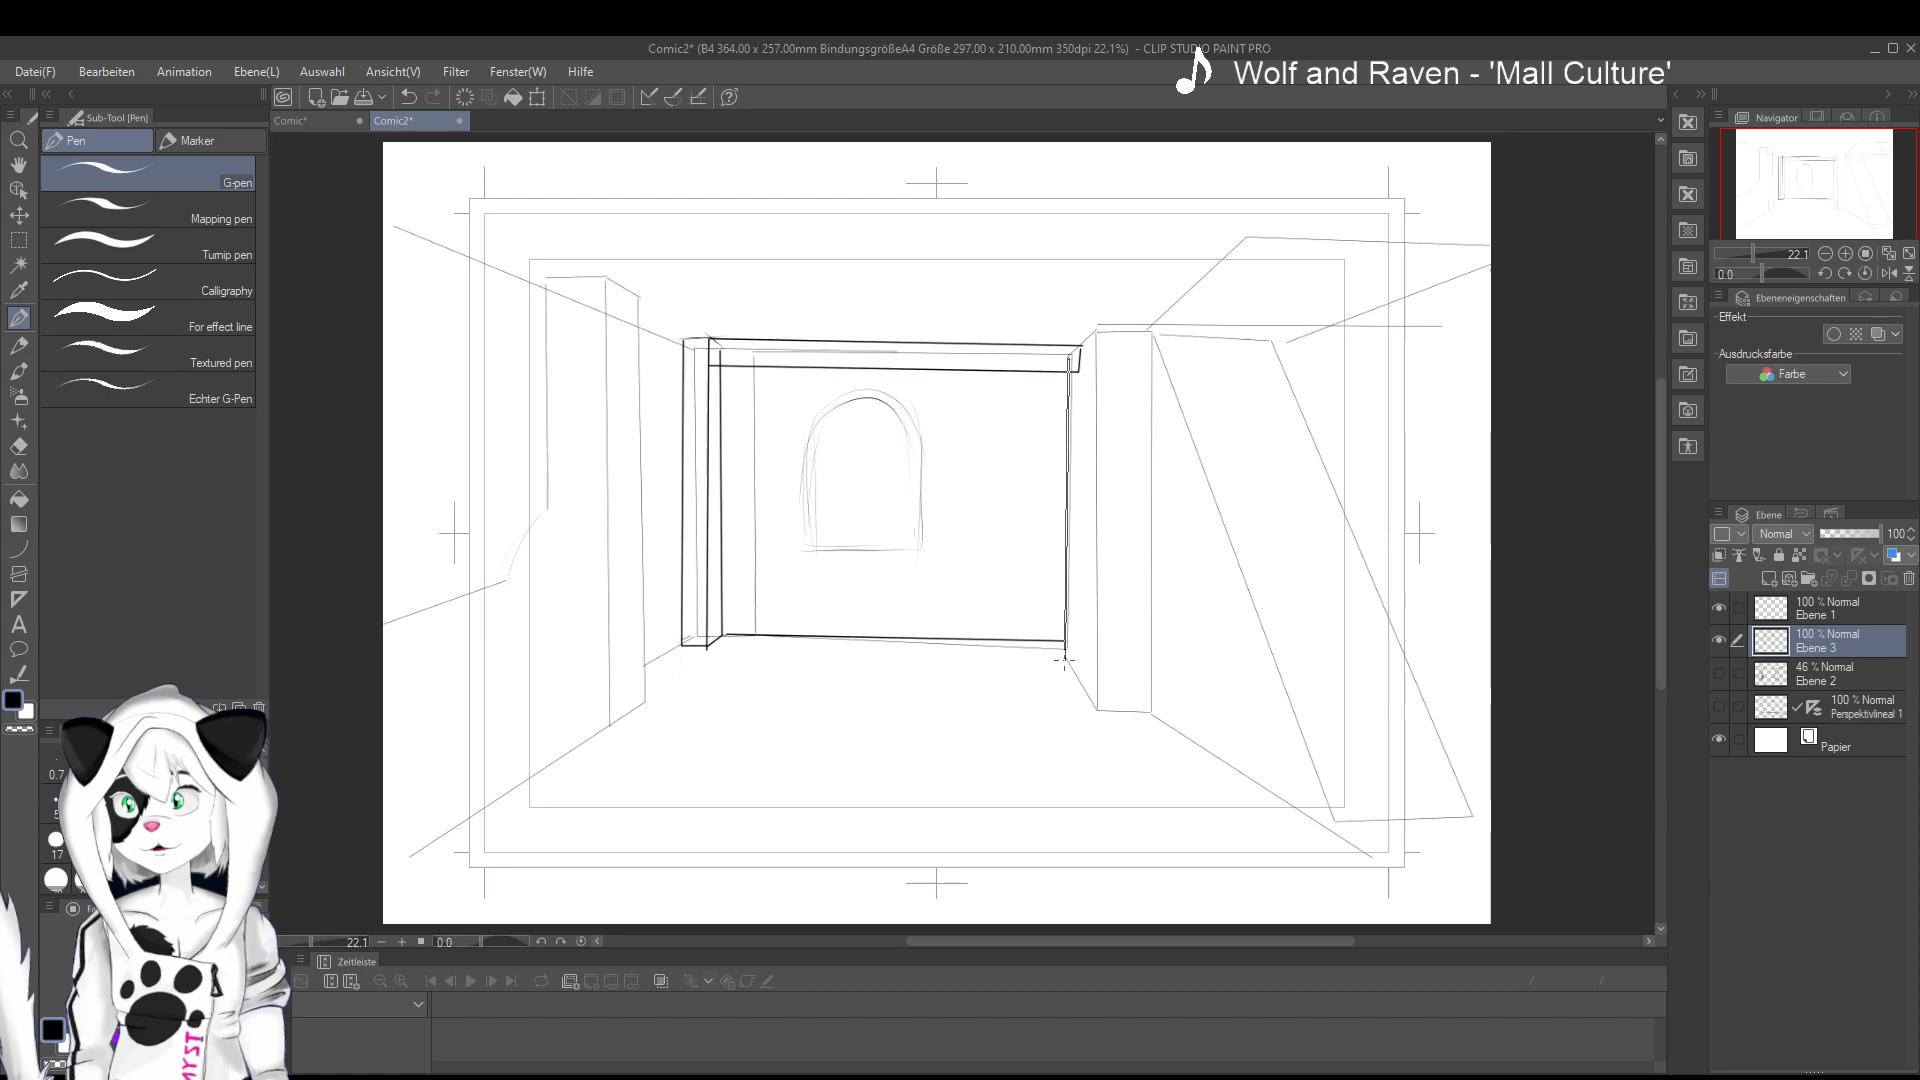 Comic2* (B4 364.00 x 257.00mm BindungsgrößeA4 Größe 297.00 x 210.00mm 350dpi 22.1%) - CLIP STUDIO PAINT PRO
Datei(F) Bearbeiten Animation Ebene(L) Auswahl Ansicht(V) Filter Fenster(W) Hilfe
Wolf and Raven - 'Mall Culture'
Sub-Tool [Pen]
Comic*
Comic2*
Navigator
Pen
Marker
G-pen
Mapping pen
Turnip pen
Calligraphy
For effect line
Textured pen
Echter G-Pen
22.1
0.0
Ebeneneigenschaften
Effekt
Ausdrucksfarbe
Farbe
Ebene
Normal
100
100 % Normal
Ebene 1
100 % Normal
Ebene 3
46 % Normal
Ebene 2
100 % Normal
Perspektivlineal 1
Papier
0.7
17
22.1
0.0
Zeitleiste